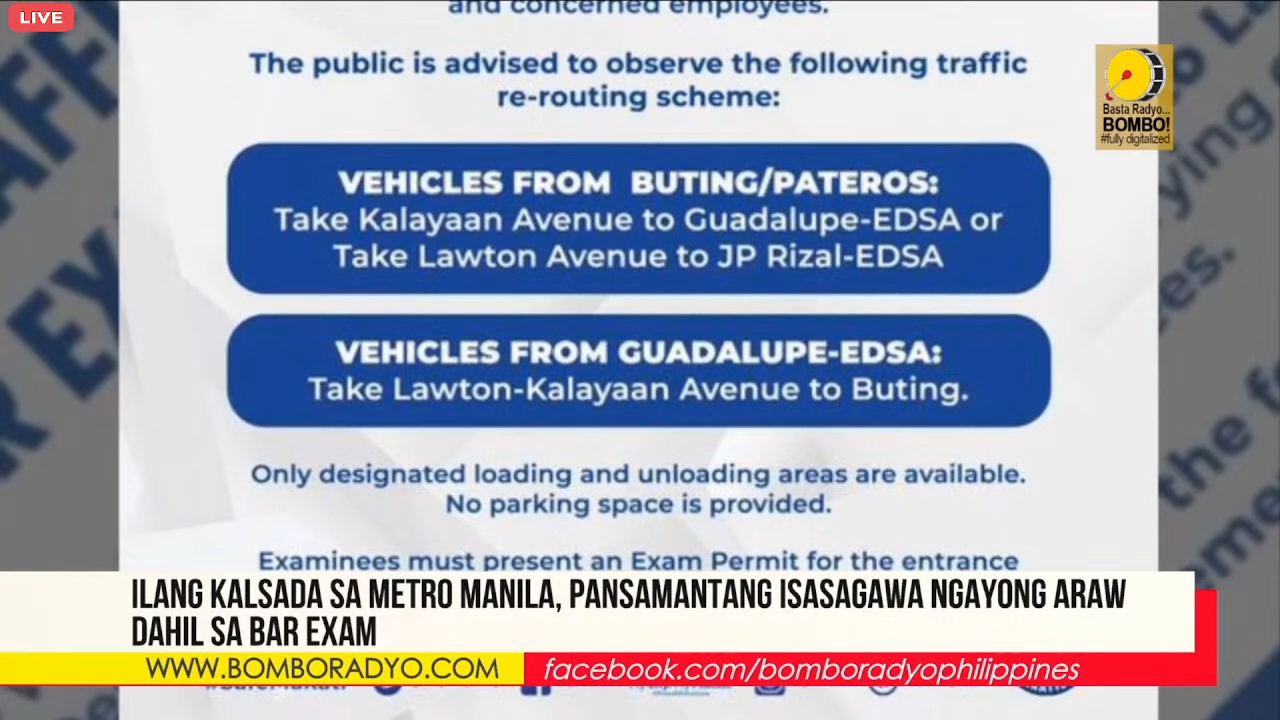 LIVE
and concerned employees.
The public is advised to observe the following traffic
re-routing scheme:
Basta Radyo...
BOMBO!
#fully digitalized
VEHICLES FROM BUTING/PATEROS:
Take Kalayaan Avenue to Guadalupe-EDSA or
Take Lawton Avenue to JP Rizal-EDSA
VEHICLES FROM GUADALUPE-EDSA:
Take Lawton-Kalayaan Avenue to Buting.
Only designated loading and unloading areas are available.
No parking space is provided.
Examinees must present an Exam Permit for the entrance
ILANG KALSADA SA METRO MANILA, PANSAMANTANG ISASAGAWA NGAYONG ARAW
DAHIL SA BAR EXAM
WWW.BOMBORADYO.COM
facebook.com/bomboradyophilippines